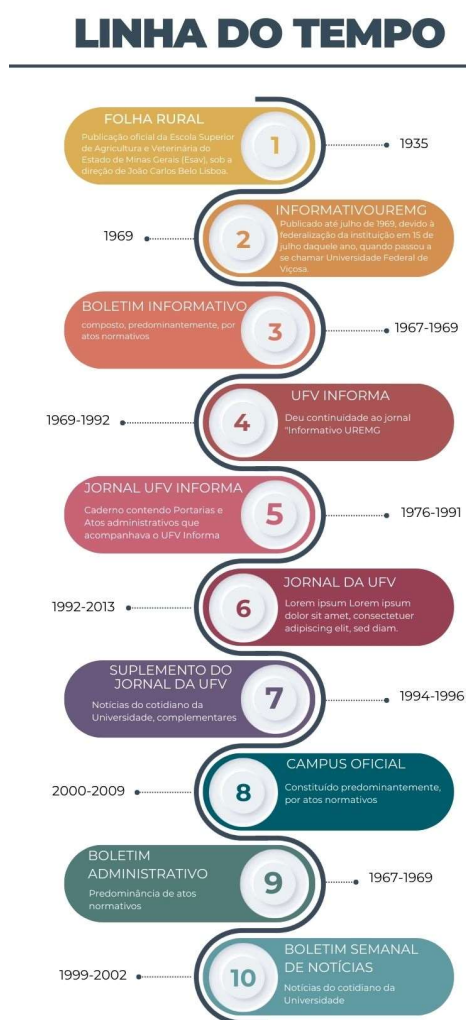 LINHA DO TEMPO
FOLHA RURAL
Publicação oficial da Escola Superior
de Agricultura e Veterinária do
Estado de Minas Gerais (Esav), sob a
direção de João Carlos Belo Lisboa.
1
1935
1969
2
INFORMATIVOUREMG
Publicado até julho de 1969, devido à
federalização da instituição em 15 de
julho daquele ano, quando passou a
se chamar Universidade Federal de
Viçosa.
BOLETIM INFORMATIVO
composto, predominantemente, por
atos normativos
3
1967-1969
1969-1992
4
UFV INFORMA
Deu continuidade ao jornal
"Informativo UREMG
JORNAL UFV INFORMA
Caderno contendo Portarias e
Atos administrativos que
acompanhava o UFV Informa
5
1976-1991
1992-2013
6
JORNAL DA UFV
Lorem ipsum Lorem ipsum
dolor sit amet, consectetuer
adipiscing elit, sed diam.
SUPLEMENTO DO
JORNAL DA UFV
Notícias do cotidiano da
Universidade, complementares
7
1994-1996
2000-2009
8
CAMPUS OFICIAL
Constituído predominantemente,
por atos normativos
BOLETIM
ADMINISTRATIVO
Predominância de atos
normativos
9
1967-1969
1999-2002
10
BOLETIM SEMANAL
DE NOTÍCIAS
Notícias do cotidiano da
Universidade